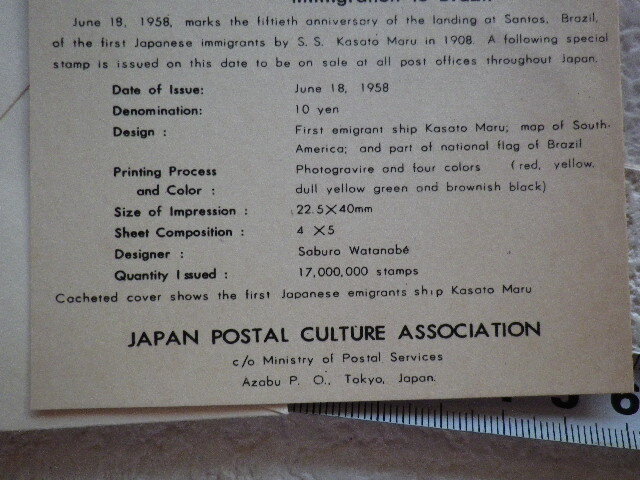 Immigration to Brazil
June 18, 1958, marks the fiftieth anniversary of the landing at Santos, Brazil,
of the first Japanese immigrants by S. S. Kasato Maru in 1908. A following special
stamp is issued on this date to be on sale at all post offices throughout Japan.
Date of Issue: June 18, 1958
Denomination: 10 yen
Design : First emigrant ship Kasato Maru; map of South-
America; and part of national flag of Brazil
Printing Process Photogravire and four colors (red, yellow,
and Color : dull yellow green and brownish black)
Size of Impression : 22.5×40mm
Sheet Composition : 4 ×5
Designer : Saburo Watanabé
Quantity Issued : 17,000,000 stamps
Cacheted cover shows the first Japanese emigrants ship Kasato Maru
JAPAN POSTAL CULTURE ASSOCIATION
c/o Ministry of Postal Services
Azabu P. O., Tokyo, Japan.
5 6